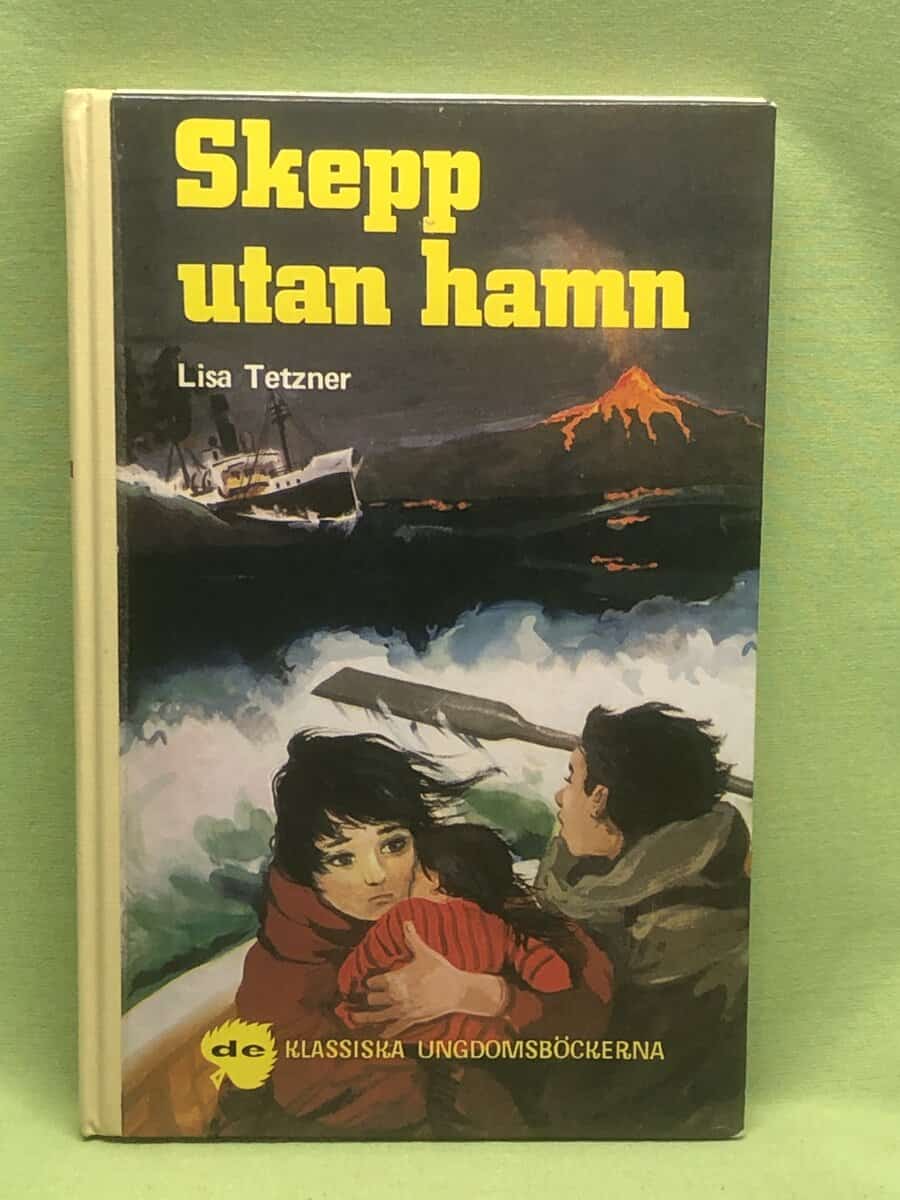 Skepp
utan hamn
Lisa Tetzner
de KLASSISKA UNGDOMSBÖCKERNA